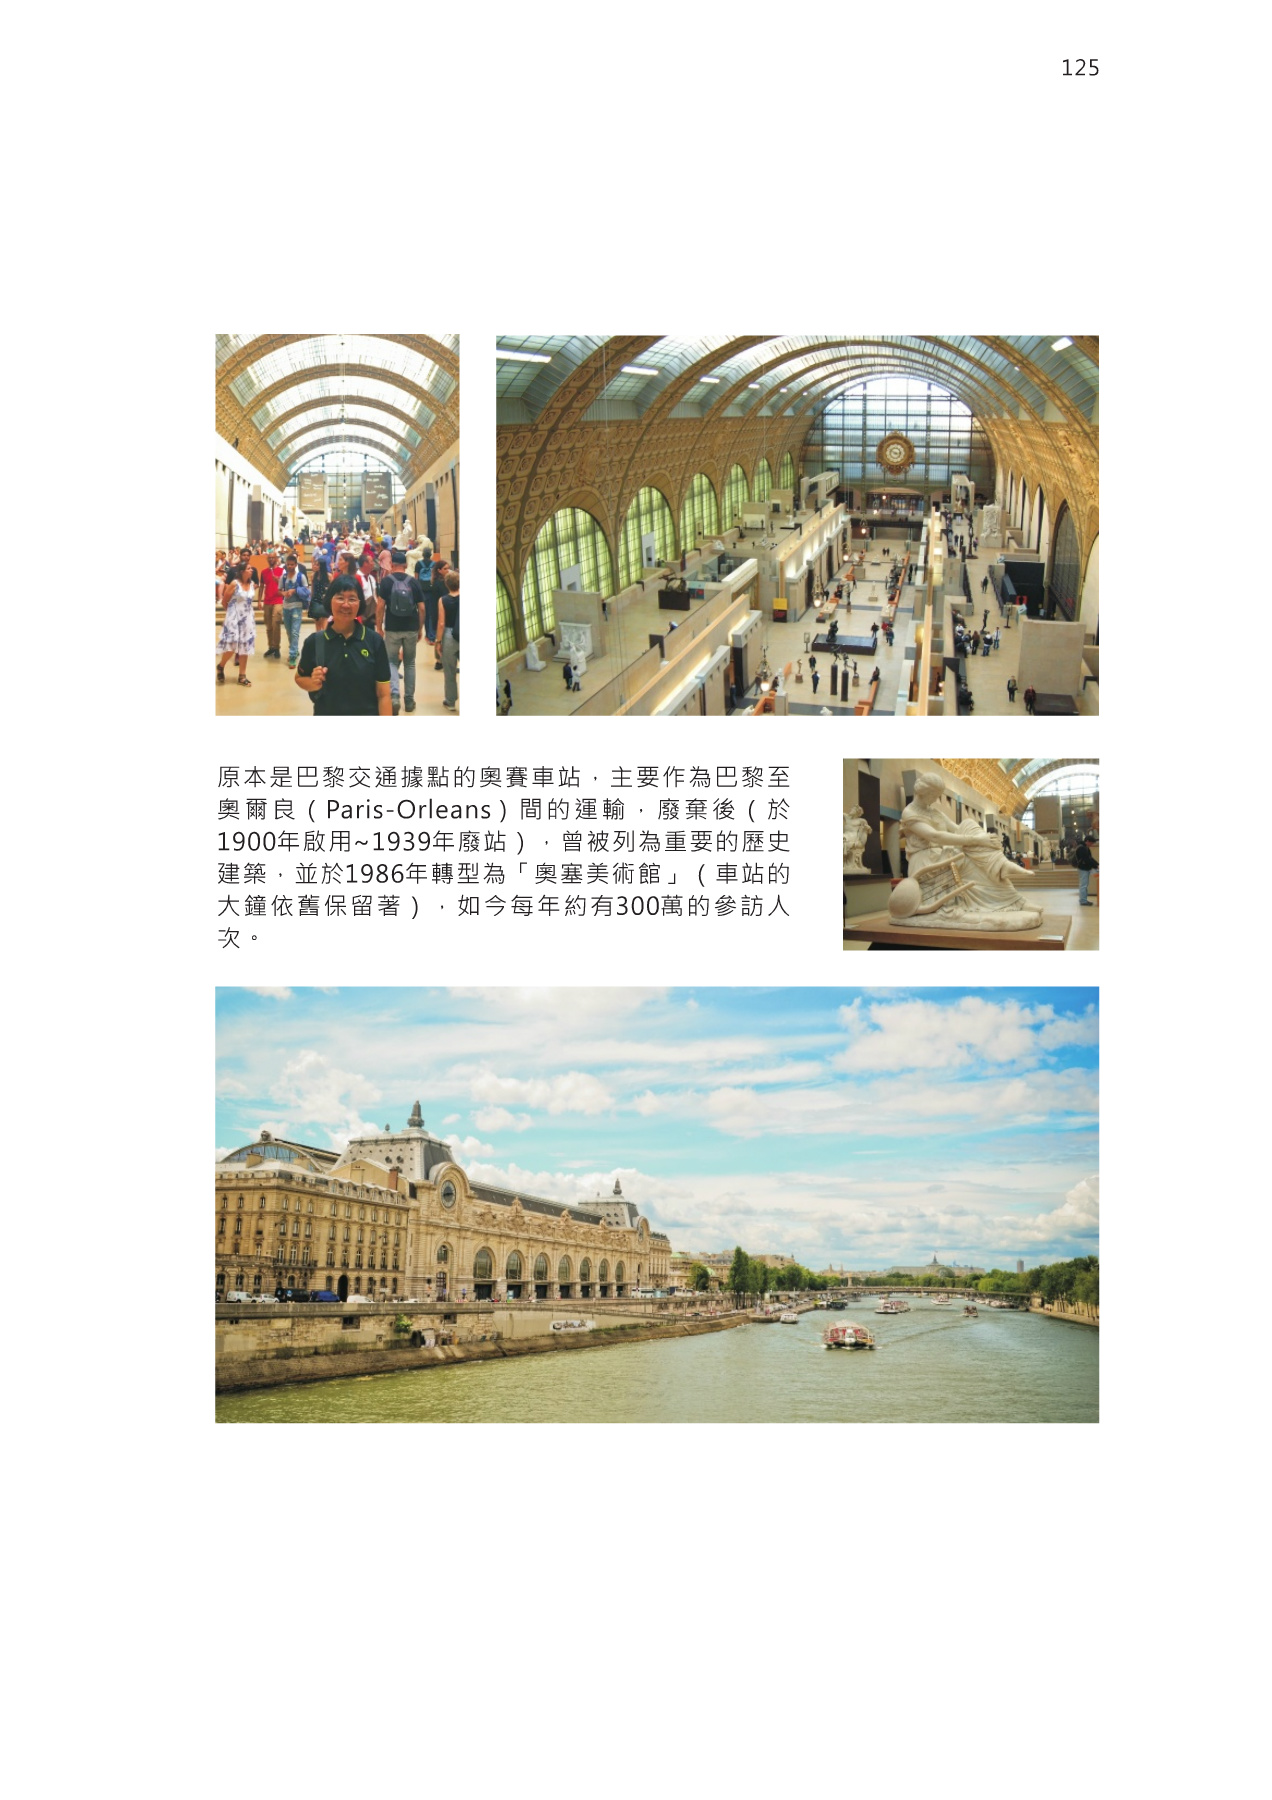 125
原本是巴黎交通據點的奧賽車站，主要作為巴黎至
奧爾良（Paris-Orleans）間的運輸，廢棄後（於
1900年啟用~1939年廢站），曾被列為重要的歷史
建築，並於1986年轉型為「奧塞美術館」（車站的
大鐘依舊保留著），如今每年約有300萬的參訪人
次。